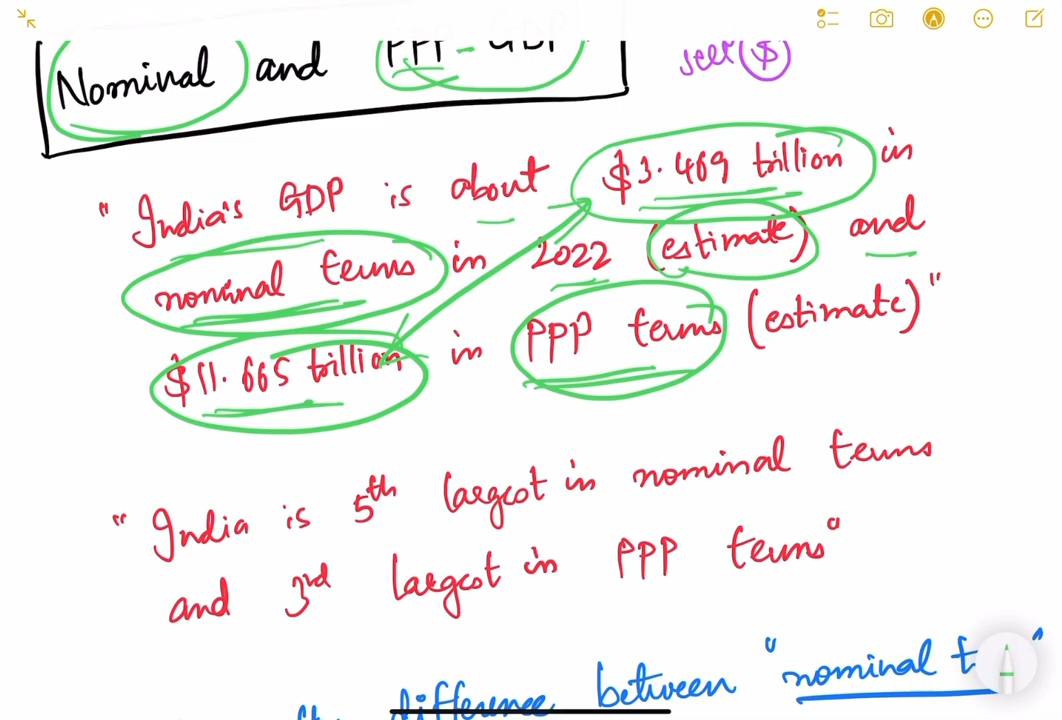 Nominal and PPP - GDP
sell ($)
"India's GDP is about $3.469 trillion in
nominal terms in 2022 (estimate) and
$11.665 trillion in PPP terms (estimate)"
"India is 5th largest in nominal terms
and 3rd largest in PPP terms"
difference between "nominal